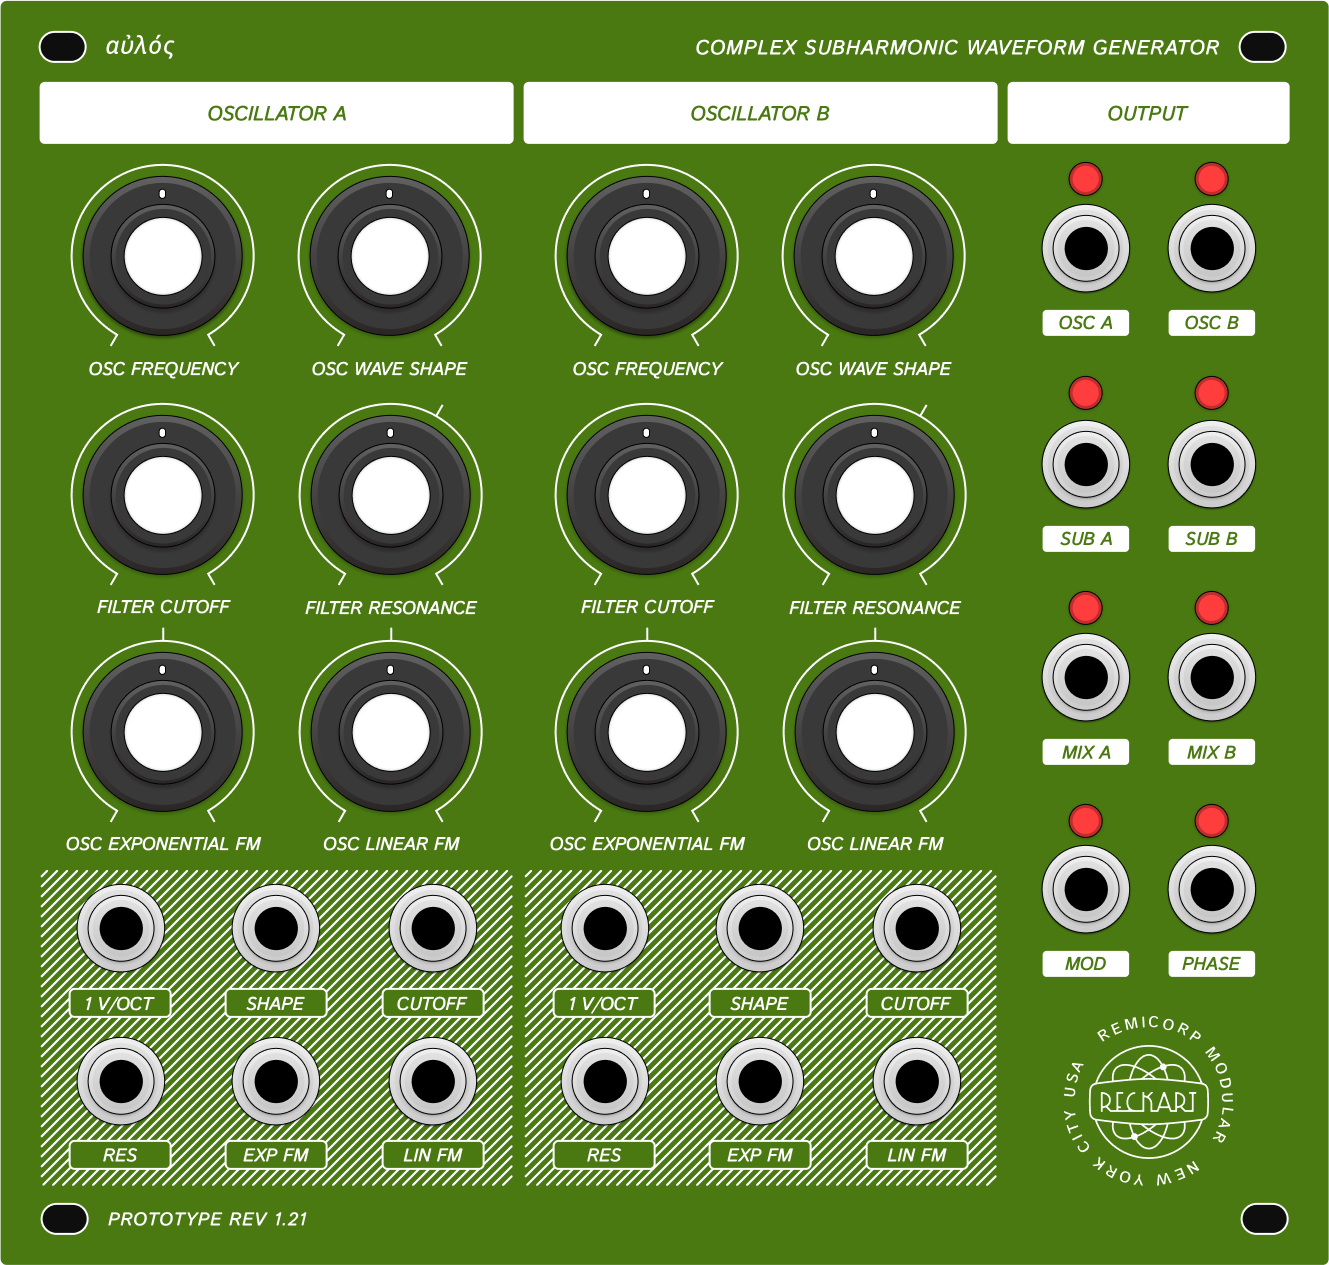 αὐλός
COMPLEX SUBHARMONIC WAVEFORM GENERATOR
OSCILLATOR A
OSCILLATOR B
OUTPUT
OSC FREQUENCY
OSC WAVE SHAPE
OSC FREQUENCY
OSC WAVE SHAPE
OSC A
OSC B
FILTER CUTOFF
FILTER RESONANCE
FILTER CUTOFF
FILTER RESONANCE
SUB A
SUB B
OSC EXPONENTIAL FM
OSC LINEAR FM
OSC EXPONENTIAL FM
OSC LINEAR FM
MIX A
MIX B
MOD
PHASE
1 V/OCT
SHAPE
CUTOFF
1 V/OCT
SHAPE
CUTOFF
RES
EXP FM
LIN FM
RES
EXP FM
LIN FM
REMICORP MODULAR
RECKART
NEW YORK CITY USA
PROTOTYPE REV 1.21